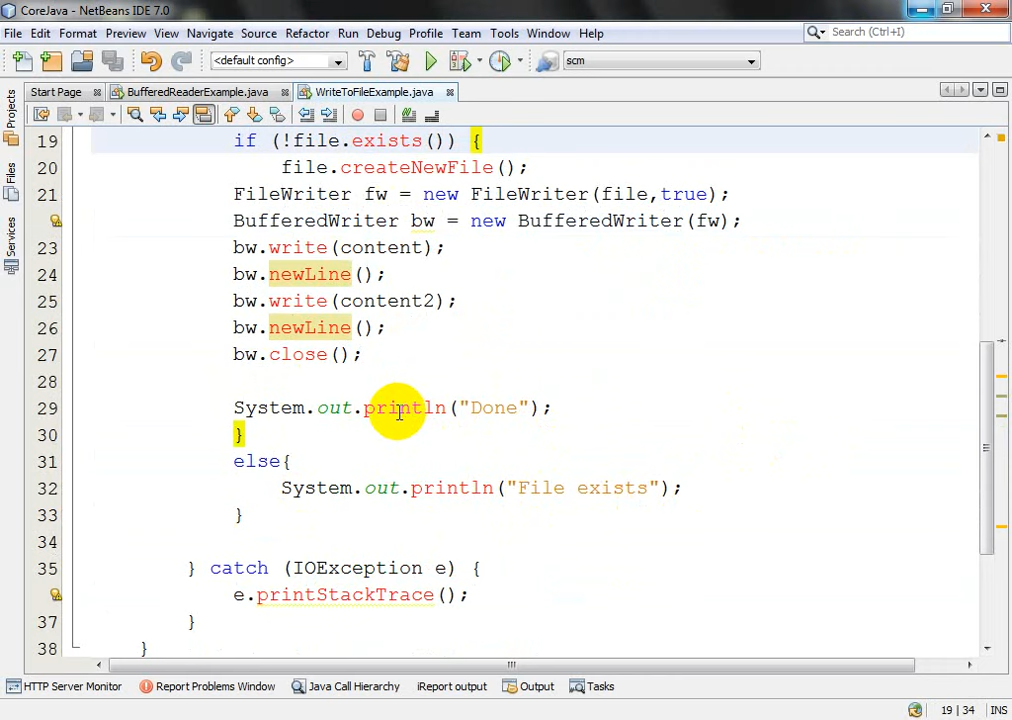 CoreJava - NetBeans IDE 7.0
File Edit Format Preview View Navigate Source Refactor Run Debug Profile Team Tools Window Help
Search (Ctrl+I)
<default config>
scm
Start Page BufferedReaderExample.java WriteToFileExample.java
Projects
Files
Services
19 if (!file.exists()) {
20 file.createNewFile();
21 FileWriter fw = new FileWriter(file,true);
BufferedWriter bw = new BufferedWriter(fw);
23 bw.write(content);
24 bw.newLine();
25 bw.write(content2);
26 bw.newLine();
27 bw.close();
28
29 System.out.println("Done");
30 }
31 else{
32 System.out.println("File exists");
33 }
34
35 } catch (IOException e) {
e.printStackTrace();
37 }
38 }
HTTP Server Monitor Report Problems Window Java Call Hierarchy iReport output Output Tasks
19 | 34 INS